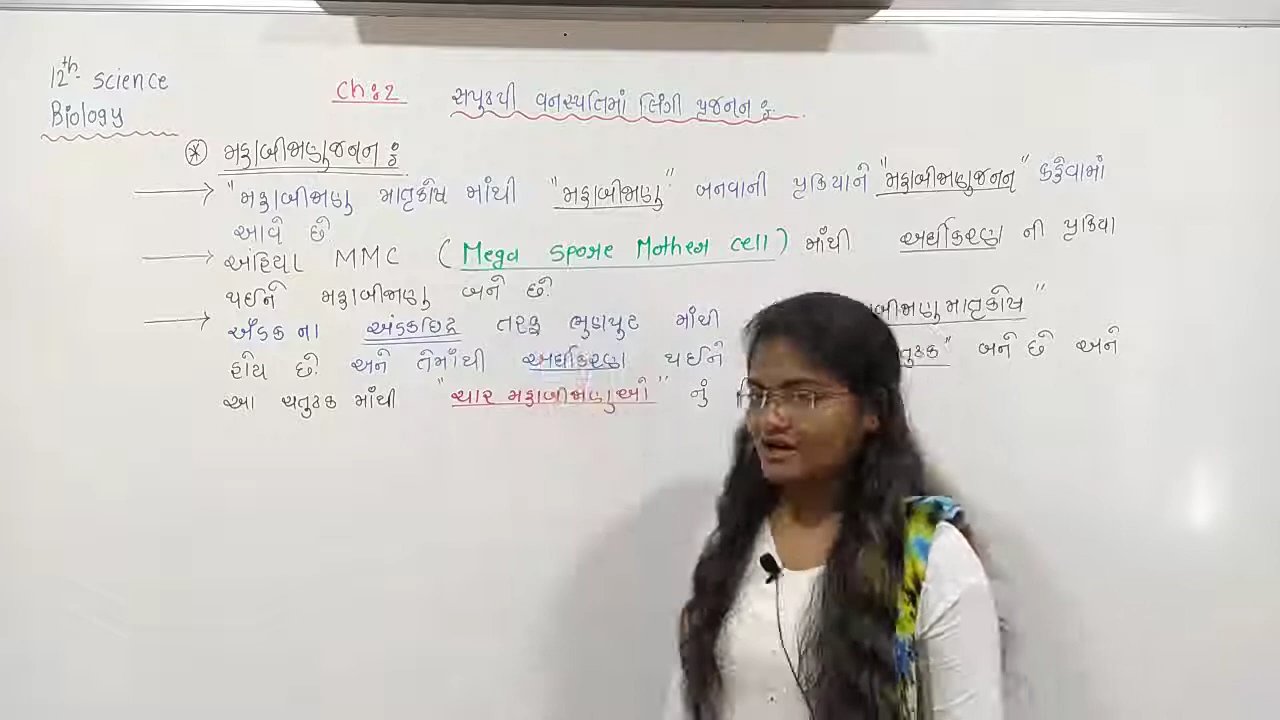 12th science
Biology
Ch:2 સપુષ્પી વનસ્પતિમાં લિંગી પ્રજનન :
* મહાબીજાણુજનન :
→ "મહાબીજાણુ માતૃકોષ માંથી "મહાબીજાણુ" બનવાની પ્રક્રિયાને "મહાબીજાણુજનન" કહેવામાં
આવે છે
→ અહિયા MMC (Mega Spore Mother cell) માંથી અર્ધીકરણ ની પ્રક્રિયા
થઈને મહાબીજાણુ બને છે.
→ અંડક ના અંડકછિદ્ર તરફ માંથી બીજાણુ માતૃકોષ"
હોય છે. અને તેમાંથી અર્ધીકરણ થઈને તુષ્ક" બને છે અને
આ ચતુષ્ક માંથી "ચાર મહાબીજાણુઓ" નું